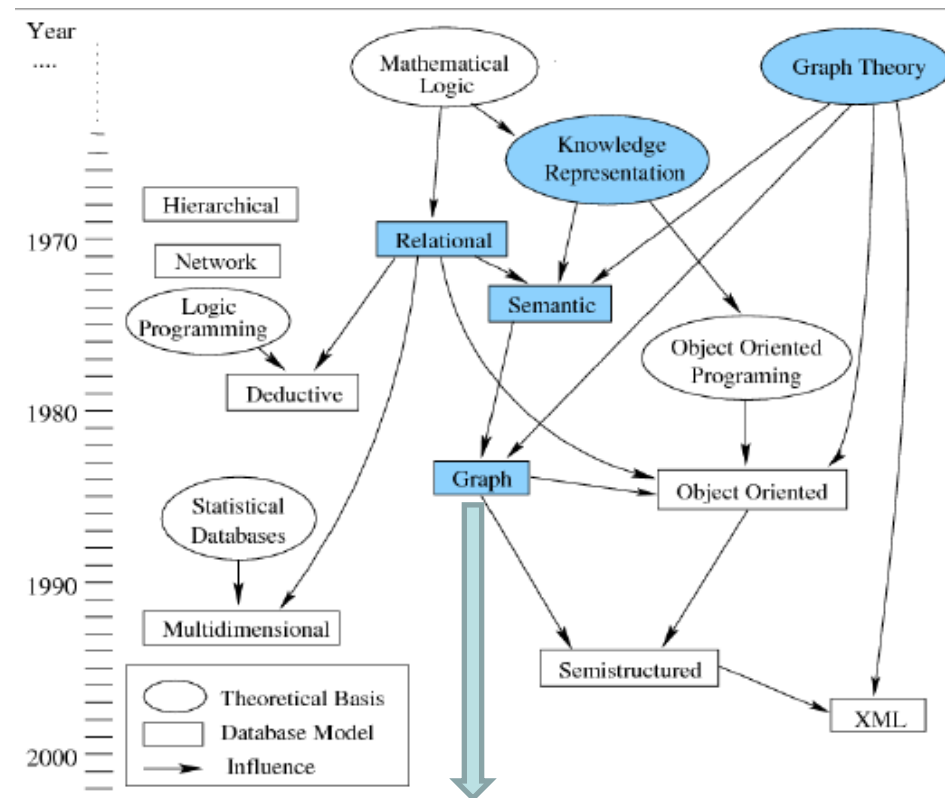 Year
....
Mathematical
Logic
Graph Theory
Knowledge
Representation
Hierarchical
1970
Relational
Network
Semantic
Logic
Programming
Object Oriented
Programing
Deductive
1980
Graph
Object Oriented
Statistical
Databases
1990
Multidimensional
Semistructured
Theoretical Basis
XML
Database Model
2000
Influence